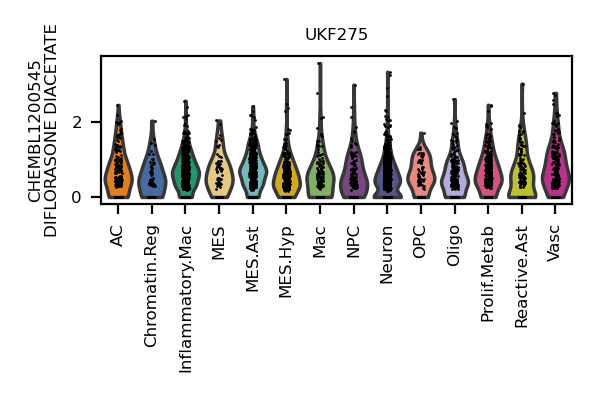 UKF275
CHEMBL1200545
DIFLORASONE DIACETATE
2
0
AC
Chromatin.Reg
Inflammatory.Mac
MES
MES.Ast
MES.Hyp
Mac
NPC
Neuron
OPC
Oligo
Prolif.Metab
Reactive.Ast
Vasc